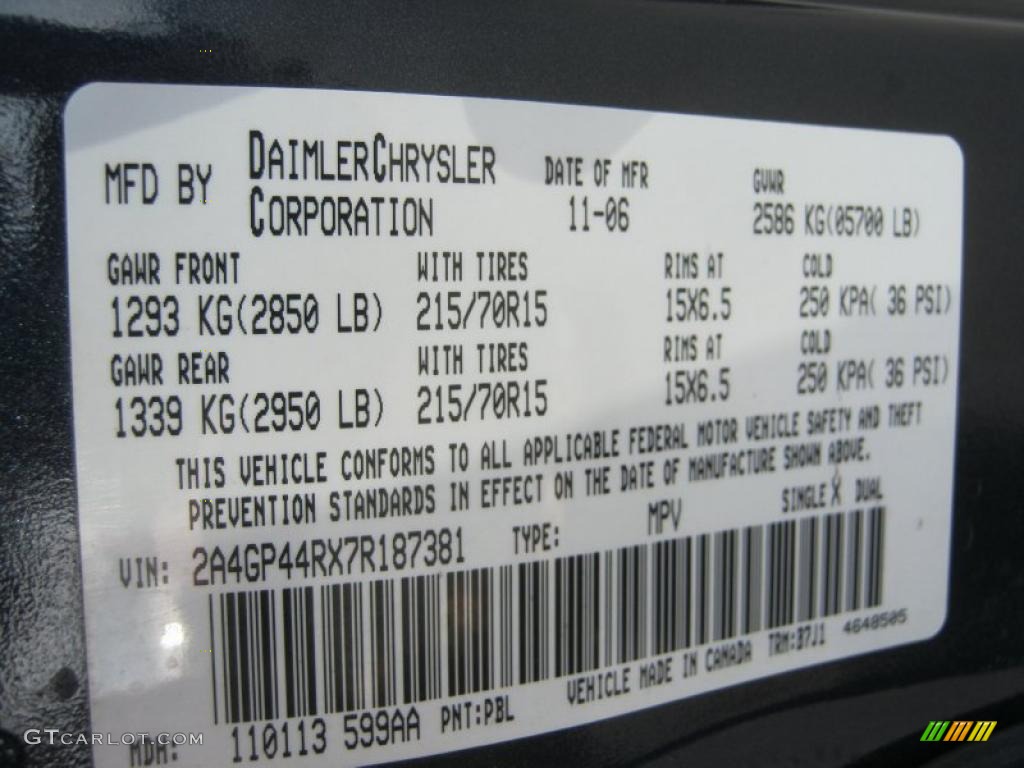 MFD BY DAIMLERCHRYSLER CORPORATION DATE OF MFR 11-06 GVWR 2586 KG(05700 LB)
GAWR FRONT WITH TIRES RIMS AT COLD
1293 KG(2850 LB) 215/70R15 15X6.5 250 KPA( 36 PSI)
GAWR REAR WITH TIRES RIMS AT COLD
1339 KG(2950 LB) 215/70R15 15X6.5 250 KPA( 36 PSI)
THIS VEHICLE CONFORMS TO ALL APPLICABLE FEDERAL MOTOR VEHICLE SAFETY AND THEFT
PREVENTION STANDARDS IN EFFECT ON THE DATE OF MANUFACTURE SHOWN ABOVE.
VIN: 2A4GP44RX7R187381 TYPE: MPV SINGLE X DUAL
MDH: 110113 599AA PNT:PBL VEHICLE MADE IN CANADA TRM:B7J1 4648505
GTCARLOT.COM